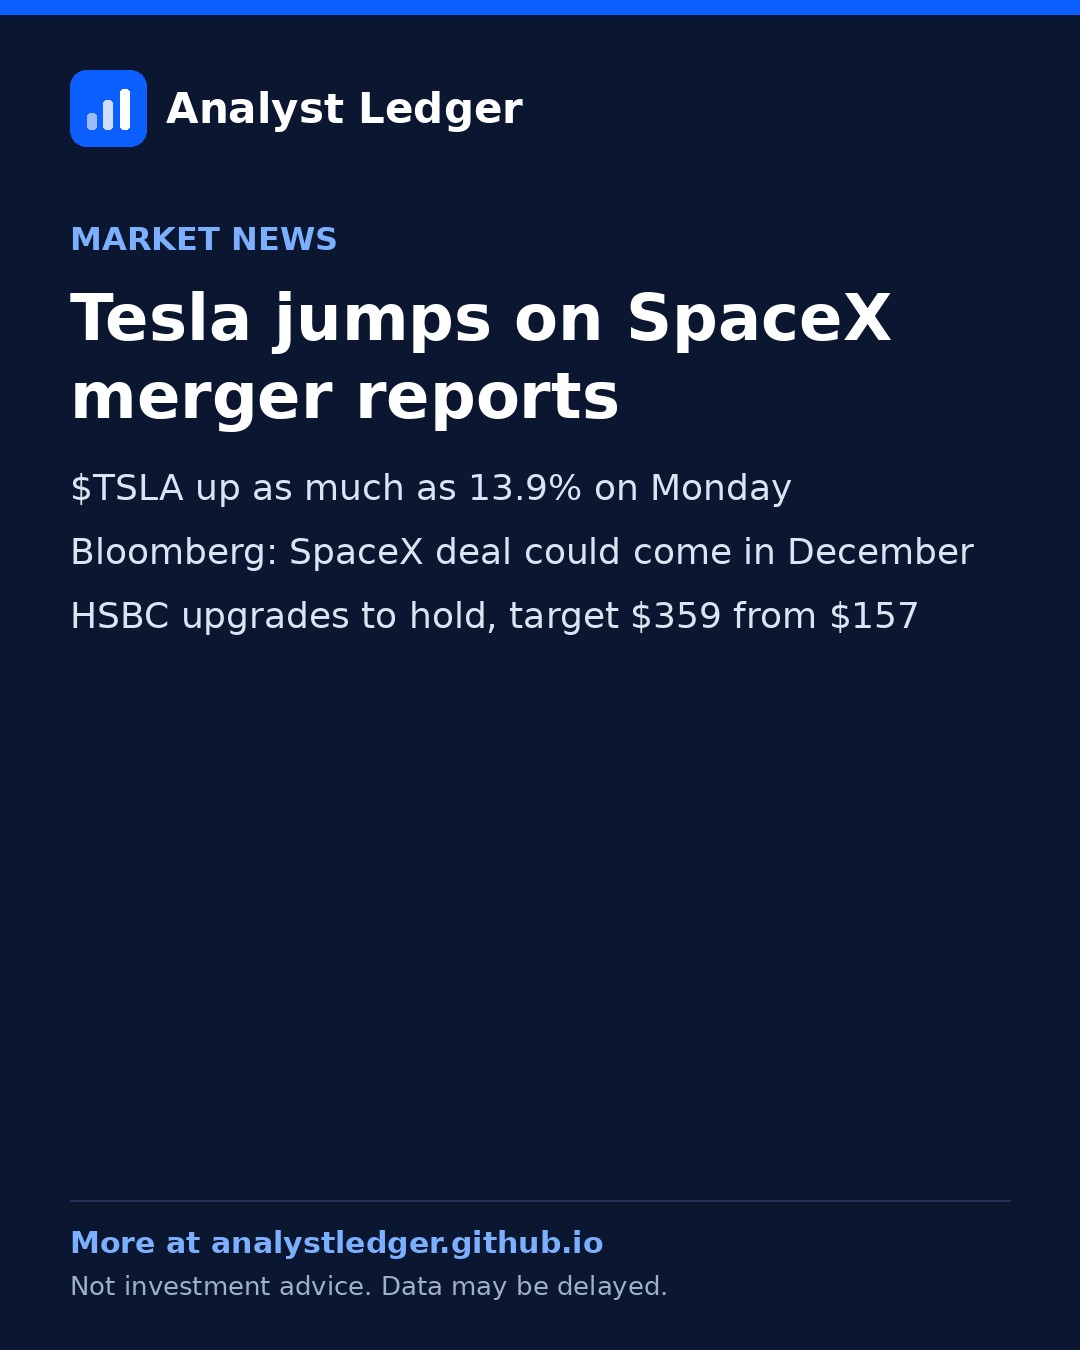 Analyst Ledger
MARKET NEWS
Tesla jumps on SpaceX
merger reports
$TSLA up as much as 13.9% on Monday
Bloomberg: SpaceX deal could come in December
HSBC upgrades to hold, target $359 from $157
More at analystledger.github.io
Not investment advice. Data may be delayed.